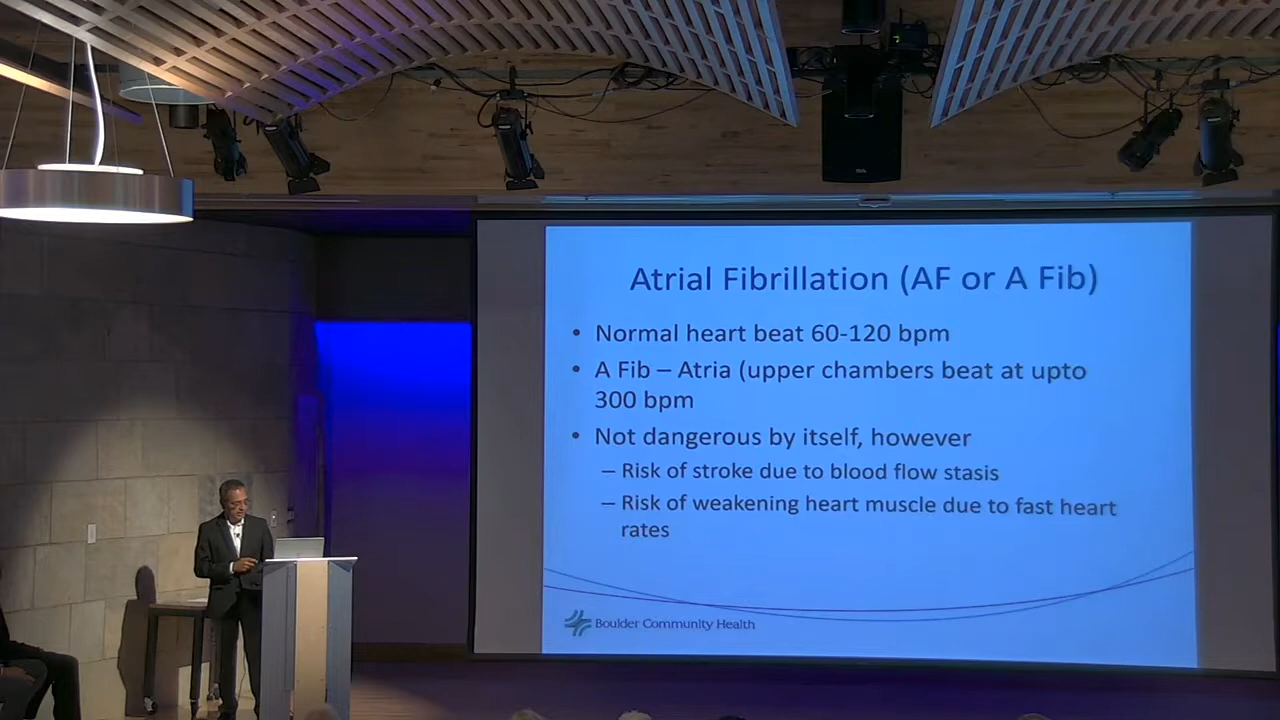 Atrial Fibrillation (AF or A Fib)
• Normal heart beat 60-120 bpm
• A Fib – Atria (upper chambers beat at upto
300 bpm
• Not dangerous by itself, however
– Risk of stroke due to blood flow stasis
– Risk of weakening heart muscle due to fast heart
rates
Boulder Community Health